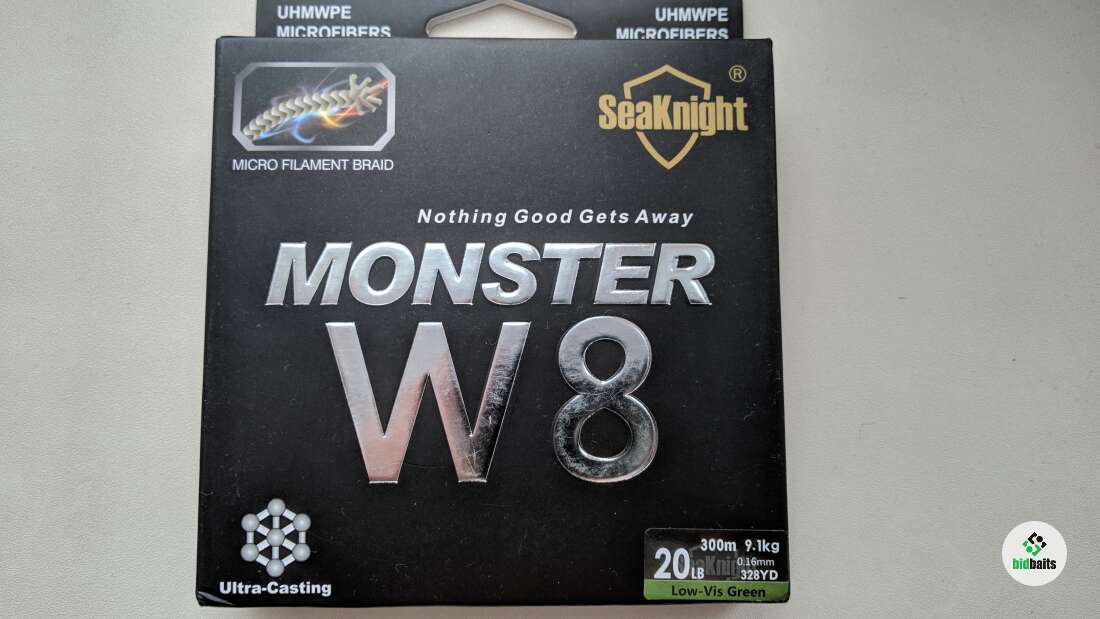 UHMWPE
MICROFIBERS
UHMWPE
MICROFIBERS
SeaKnight ®
MICRO FILAMENT BRAID
Nothing Good Gets Away
MONSTER
W8
300m 9.1kg
20LB
0.16mm
328YD
Low-Vis Green
Ultra-Casting
SeaKnight
bidbaits